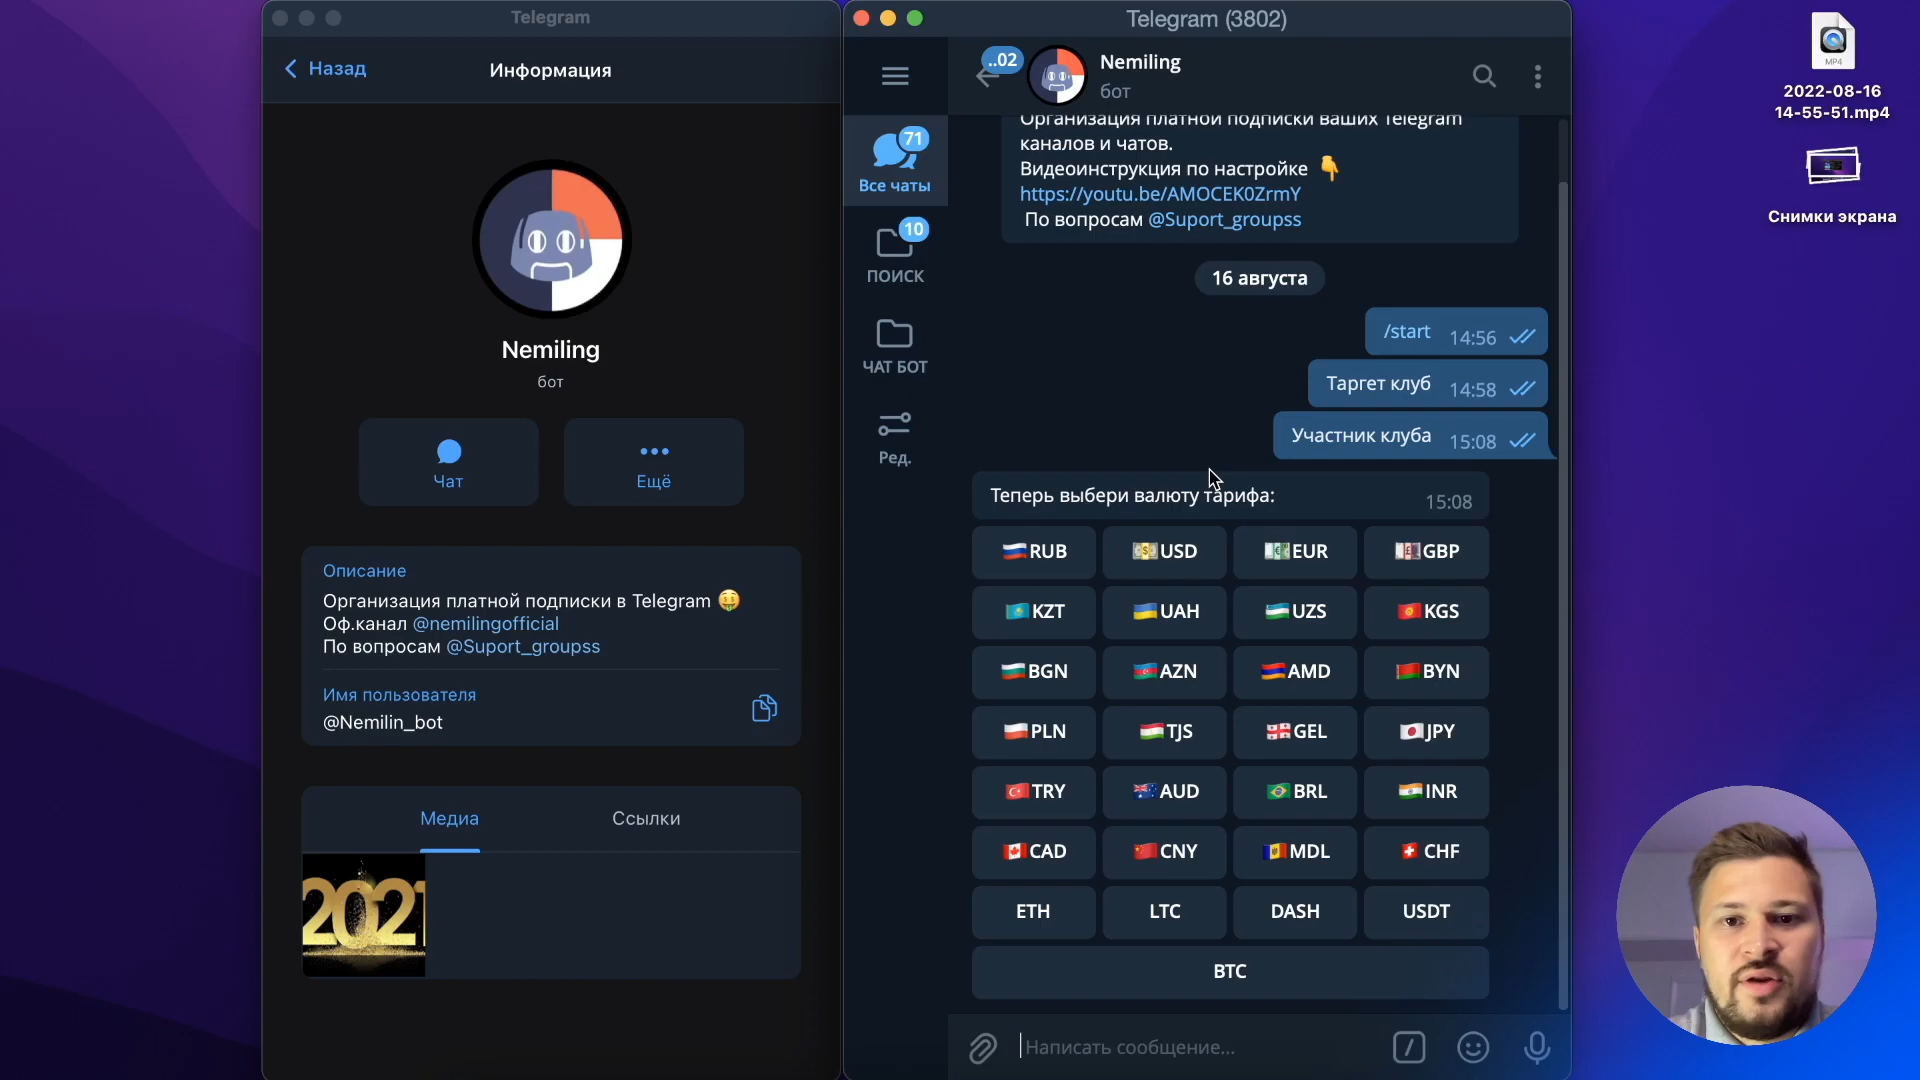 Telegram
Назад
Информация
Nemiling
бот
Чат
Ещё
Описание
Организация платной подписки в Telegram 🤑
Оф.канал @nemilingofficial
По вопросам @Suport_groupss
Имя пользователя
@Nemilin_bot
Медиа
Ссылки
2021
Telegram (3802)
..02
Nemiling
бот
71
Все чаты
10
ПОИСК
ЧАТ БОТ
Ред.
Организация платной подписки ваших Telegram
каналов и чатов.
Видеоинструкция по настройке 👇
https://youtu.be/AMOCEK0ZrmY
По вопросам @Suport_groupss
16 августа
/start 14:56
Таргет клуб 14:58
Участник клуба 15:08
Теперь выбери валюту тарифа: 15:08
🇷🇺RUB 💵USD 💶EUR 💷GBP
🇰🇿KZT 🇺🇦UAH 🇺🇿UZS 🇰🇬KGS
🇧🇬BGN 🇦🇿AZN 🇦🇲AMD 🇧🇾BYN
🇵🇱PLN 🇹🇯TJS 🇬🇪GEL 🇯🇵JPY
🇹🇷TRY 🇦🇺AUD 🇧🇷BRL 🇮🇳INR
🇨🇦CAD 🇨🇳CNY 🇲🇩MDL 🇨🇭CHF
ETH LTC DASH USDT
BTC
Написать сообщение...
MP4
2022-08-16
14-55-51.mp4
Снимки экрана